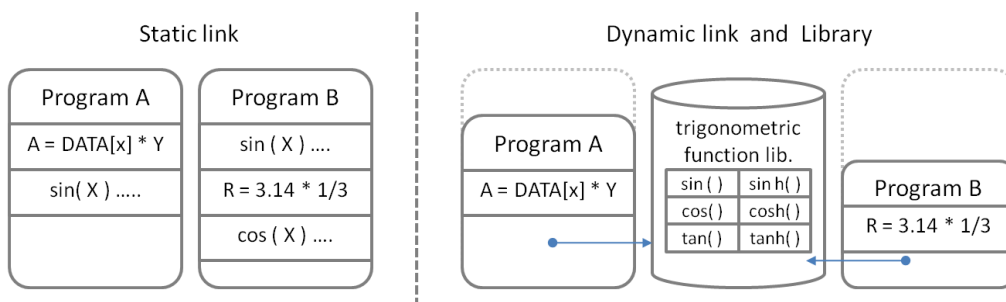 Static link
Program A
A = DATA[x] * Y
sin( X ) .....
Program B
sin ( X ) ....
R = 3.14 * 1/3
cos ( X ) ....
Dynamic link and Library
Program A
A = DATA[x] * Y
trigonometric
function lib.
sin ( ) sin h( )
cos( ) cosh( )
tan( ) tanh( )
Program B
R = 3.14 * 1/3